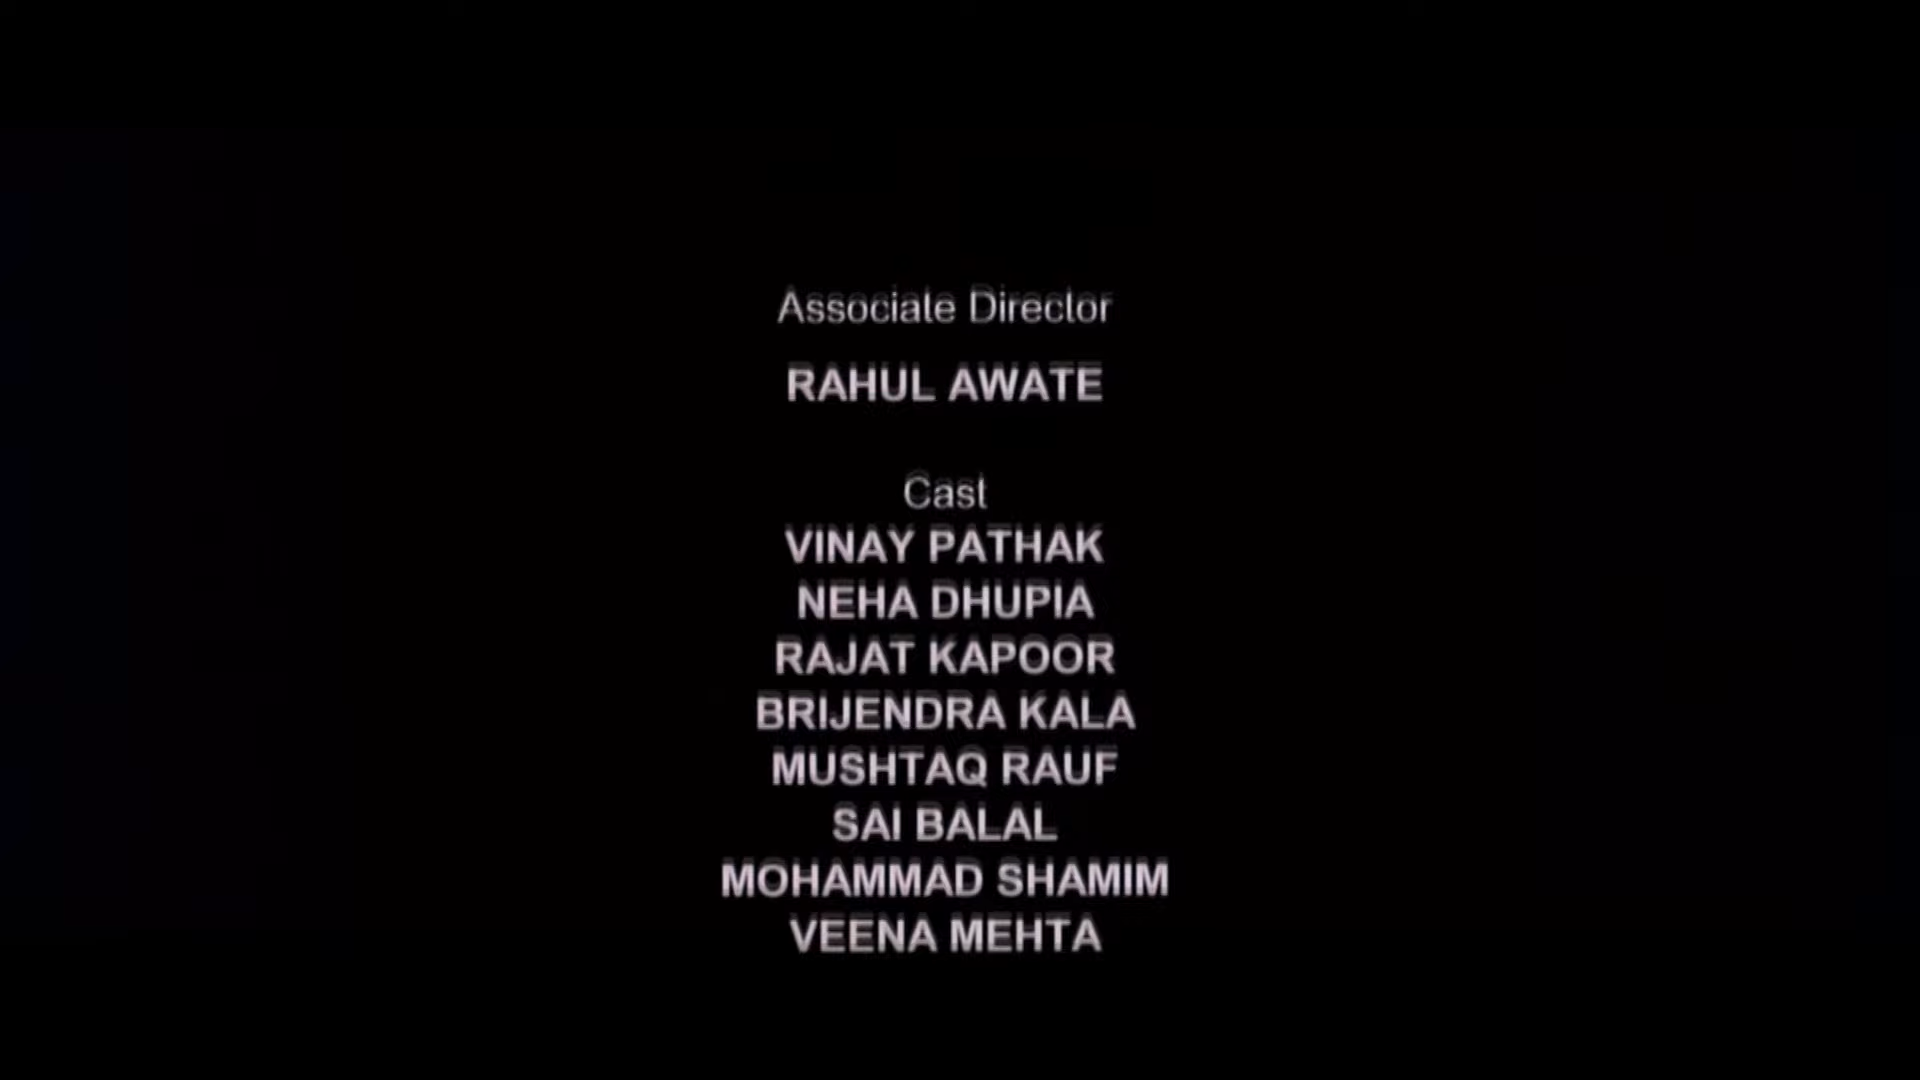 Associate Director
RAHUL AWATE
Cast
VINAY PATHAK
NEHA DHUPIA
RAJAT KAPOOR
BRIJENDRA KALA
MUSHTAQ RAUF
SAI BALAL
MOHAMMAD SHAMIM
VEENA MEHTA